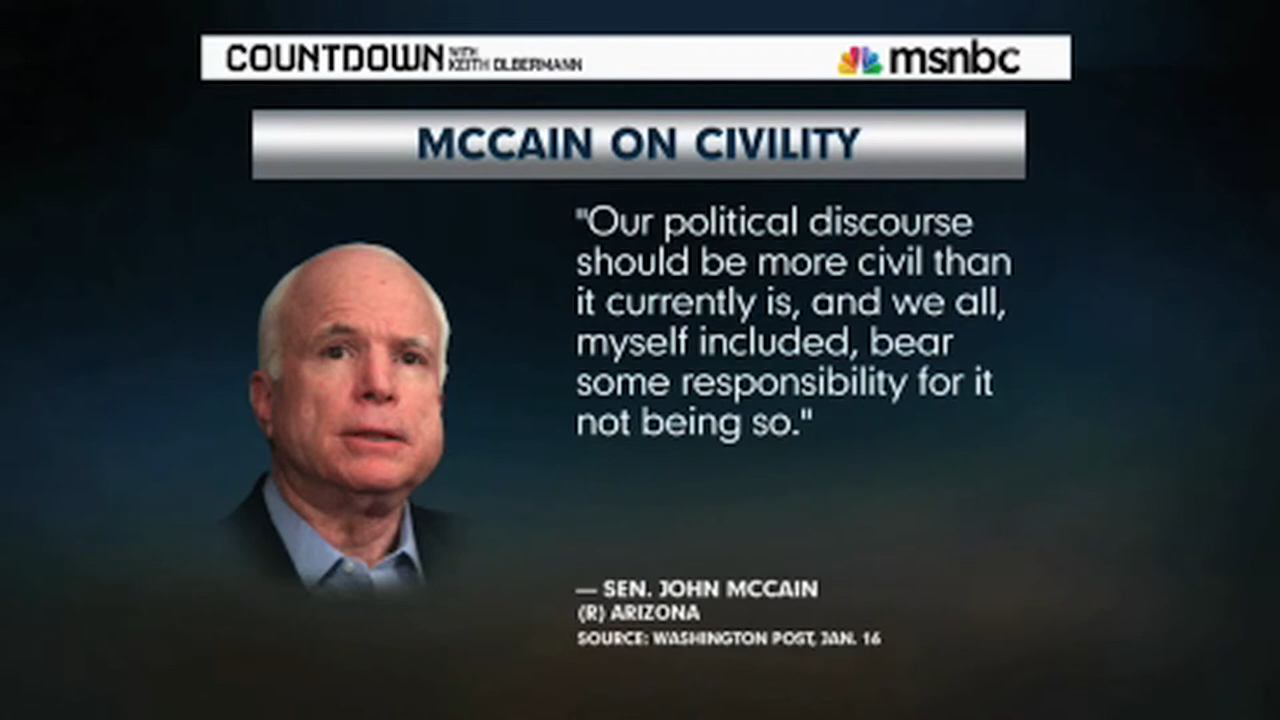 COUNTDOWN WITH KEITH OLBERMANN
msnbc
MCCAIN ON CIVILITY
"Our political discourse
should be more civil than
it currently is, and we all,
myself included, bear
some responsibility for it
not being so."
— SEN. JOHN MCCAIN
(R) ARIZONA
SOURCE: WASHINGTON POST, JAN. 16